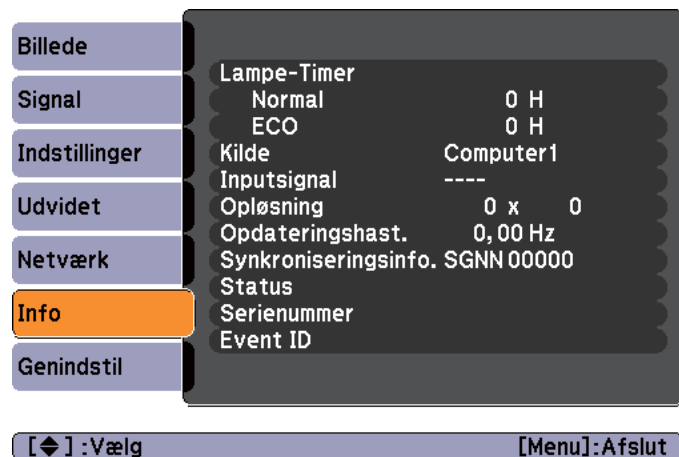 Billede
Signal
Indstillinger
Udvidet
Netværk
Info
Genindstil
Lampe-Timer
Normal 0 H
ECO 0 H
Kilde Computer1
Inputsignal ----
Opløsning 0 x 0
Opdateringshast. 0,00 Hz
Synkroniseringsinfo. SGNN 00000
Status
Serienummer
Event ID
[◆] :Vælg [Menu]:Afslut